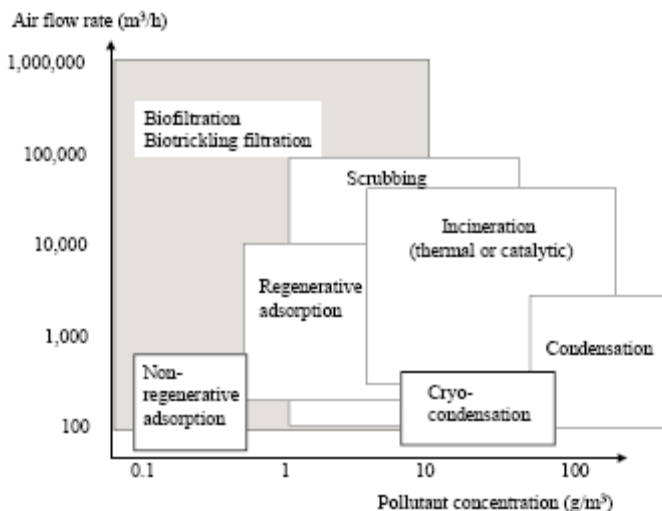 Air flow rate (m³/h)
1,000,000
Biofiltration
Biotrickling filtration
100,000
Scrubbing
Incineration
(thermal or catalytic)
10,000
Regenerative
adsorption
1,000
Condensation
Non-
regenerative
adsorption
Cryo-
condensation
100
0.1
1
10
100
Pollutant concentration (g/m³)